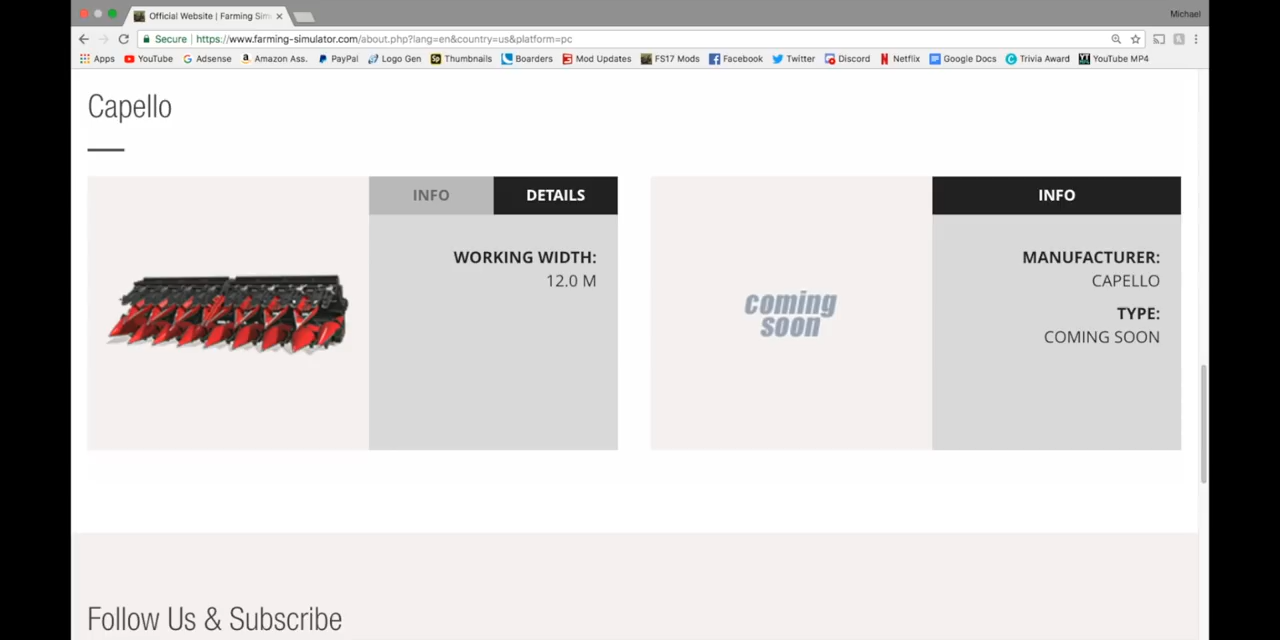 Official Website | Farming Sim
Michael
Secure | https://www.farming-simulator.com/about.php?lang=en&country=us&platform=pc
Apps YouTube Adsense Amazon Ass. PayPal Logo Gen Thumbnails Boarders Mod Updates FS17 Mods Facebook Twitter Discord Netflix Google Docs Trivia Award YouTube MP4
Capello
INFO DETAILS
WORKING WIDTH:
12.0 M
coming
soon
INFO
MANUFACTURER:
CAPELLO
TYPE:
COMING SOON
Follow Us & Subscribe